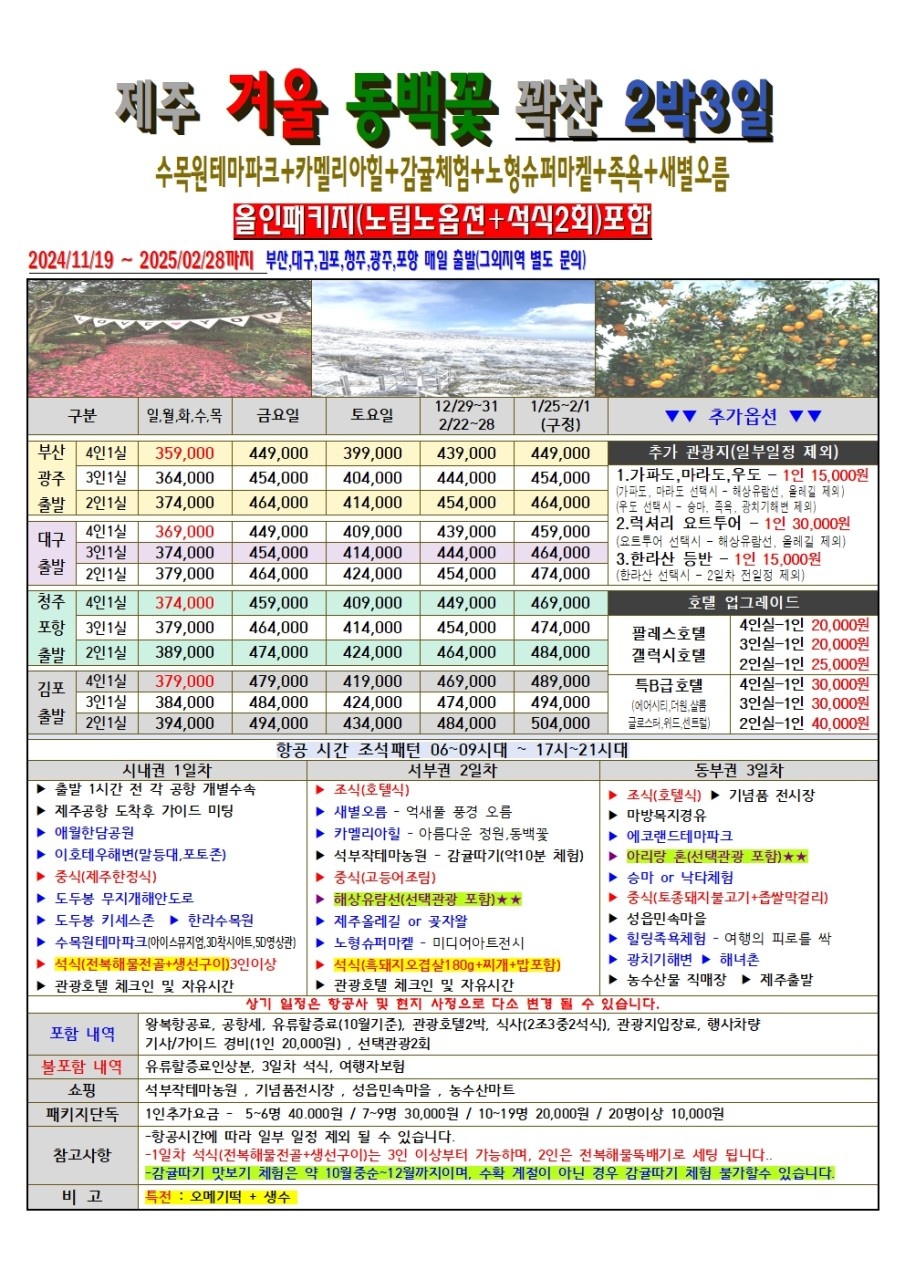 제주 겨울 동백꽃 꽉찬 2박3일
수목원테마파크+카멜리아힐+감귤체험+노형슈퍼마켙+족욕+새별오름
올인패키지(노팁노옵션+석식2회)포함
2024/11/19 ~ 2025/02/28까지 부산,대구,김포,청주,광주,포항 매일 출발(그외지역 별도 문의)
LOVE YOU
구분 일,월,화,수,목 금요일 토요일 12/29~31 2/22~28 1/25~2/1 (구정) ▼▼ 추가옵션 ▼▼
부산 광주 출발
4인1실 359,000 449,000 399,000 439,000 449,000
3인1실 364,000 454,000 404,000 444,000 454,000
2인1실 374,000 464,000 414,000 454,000 464,000
대구 출발
4인1실 369,000 449,000 409,000 439,000 459,000
3인1실 374,000 454,000 414,000 444,000 464,000
2인1실 379,000 464,000 424,000 454,000 474,000
청주 포항 출발
4인1실 374,000 459,000 409,000 449,000 469,000
3인1실 379,000 464,000 414,000 454,000 474,000
2인1실 389,000 474,000 424,000 464,000 484,000
김포 출발
4인1실 379,000 479,000 419,000 469,000 489,000
3인1실 384,000 484,000 424,000 474,000 494,000
2인1실 394,000 494,000 434,000 484,000 504,000
추가 관광지(일부일정 제외)
1.가파도,마라도,우도 - 1인 15,000원
(가파도, 마라도 선택시 - 해상유람선, 올레길 제외)
(우도 선택시 - 승마, 족욕, 광치기해변 제외)
2.럭셔리 요트투어 - 1인 30,000원
(요트투어 선택시 - 해상유람선, 올레길 제외)
3.한라산 등반 - 1인 15,000원
(한라산 선택시 - 2일차 전일정 제외)
호텔 업그레이드
팔레스호텔
갤럭시호텔
4인실-1인 20,000원
3인실-1인 20,000원
2인실-1인 25,000원
특B급호텔
(에어시티,더원,샬롬
글로스터,위드,센트럴)
4인실-1인 30,000원
3인실-1인 30,000원
2인실-1인 40,000원
항공 시간 조석패턴 06~09시대 ~ 17시~21시대
시내권 1일차
▶ 출발 1시간 전 각 공항 개별수속
▶ 제주공항 도착후 가이드 미팅
▶ 애월한담공원
▶ 이호테우해변(말등대,포토존)
▶ 중식(제주한정식)
▶ 도두봉 무지개해안도로
▶ 도두봉 키세스존 ▶ 한라수목원
▶ 수목원테마파크(아이스뮤지엄,3D착시아트,5D영상관)
▶ 석식(전복해물전골+생선구이)3인이상
▶ 관광호텔 체크인 및 자유시간
서부권 2일차
▶ 조식(호텔식)
▶ 새별오름 - 억새풀 풍경 오름
▶ 카멜리아힐 - 아름다운 정원,동백꽃
▶ 석부작테마농원 - 감귤따기(약10분 체험)
▶ 중식(고등어조림)
▶ 해상유람선(선택관광 포함)★★
▶ 제주올레길 or 곶자왈
▶ 노형슈퍼마켙 - 미디어아트전시
▶ 석식(흑돼지오겹살180g+찌개+밥포함)
▶ 관광호텔 체크인 및 자유시간
동부권 3일차
▶ 조식(호텔식) ▶ 기념품 전시장
▶ 마방목지경유
▶ 에코랜드테마파크
▶ 아리랑 혼(선택관광 포함)★★
▶ 승마 or 낙타체험
▶ 중식(토종돼지불고기+좁쌀막걸리)
▶ 성읍민속마을
▶ 힐링족욕체험 - 여행의 피로를 싹
▶ 광치기해변 ▶ 해녀촌
▶ 농수산물 직매장 ▶ 제주출발
상기 일정은 항공사 및 현지 사정으로 다소 변경 될 수 있습니다.
포함 내역 왕복항공료, 공항세, 유류할증료(10월기준), 관광호텔2박, 식사(2조3중2석식), 관광지입장료, 행사차량
기사/가이드 경비(1인 20,000원) , 선택관광2회
불포함 내역 유류할증료인상분, 3일차 석식, 여행자보험
쇼핑 석부작테마농원 , 기념품전시장 , 성읍민속마을 , 농수산마트
패키지단독 1인추가요금 - 5~6명 40.000원 / 7~9명 30,000원 / 10~19명 20,000원 / 20명이상 10,000원
참고사항 -항공시간에 따라 일부 일정 제외 될 수 있습니다.
-1일차 석식(전복해물전골+생선구이)는 3인 이상부터 가능하며, 2인은 전복해물뚝배기로 세팅 됩니다..
-감귤따기 맛보기 체험은 약 10월중순~12월까지이며, 수확 계절이 아닌 경우 감귤따기 체험 불가할수 있습니다.
비 고 특전 : 오메기떡 + 생수